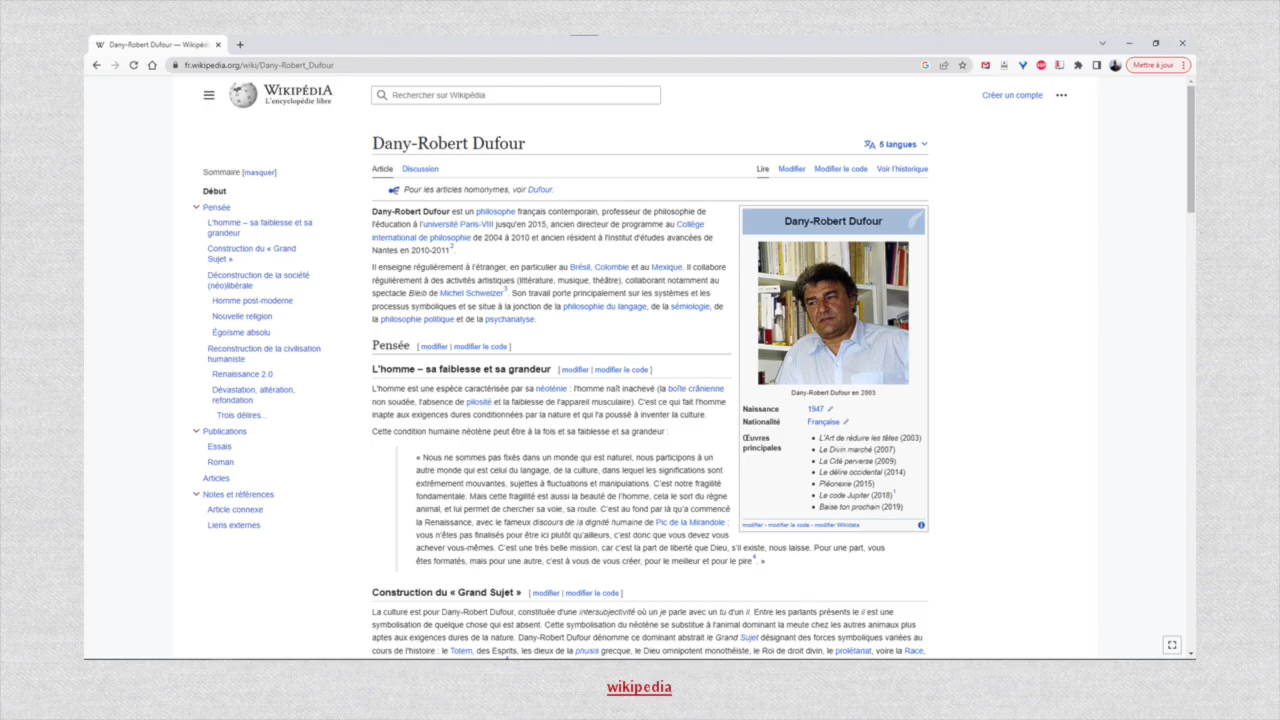 Dany-Robert Dufour — Wikipéd
fr.wikipedia.org/wiki/Dany-Robert_Dufour
Mettre à jour
WIKIPÉDIA
L'encyclopédie libre
Rechercher sur Wikipédia
Créer un compte
Dany-Robert Dufour
5 langues
Article Discussion
Lire Modifier Modifier le code Voir l'historique
Sommaire [masquer]
Début
Pensée
L'homme – sa faiblesse et sa
grandeur
Construction du « Grand
Sujet »
Déconstruction de la société
(néo)libérale
Homme post-moderne
Nouvelle religion
Égoïsme absolu
Reconstruction de la civilisation
humaniste
Renaissance 2.0
Dévastation, altération,
refondation
Trois délires...
Publications
Essais
Roman
Articles
Notes et références
Article connexe
Liens externes
Pour les articles homonymes, voir Dufour.
Dany-Robert Dufour est un philosophe français contemporain, professeur de philosophie de
l'éducation à l'université Paris-VIII jusqu'en 2015, ancien directeur de programme au Collège
international de philosophie de 2004 à 2010 et ancien résident à l'Institut d'études avancées de
Nantes en 2010-2011².
Il enseigne régulièrement à l'étranger, en particulier au Brésil, Colombie et au Mexique. Il collabore
régulièrement à des activités artistiques (littérature, musique, théâtre), collaborant notamment au
spectacle Bleib de Michel Schweizer³. Son travail porte principalement sur les systèmes et les
processus symboliques et se situe à la jonction de la philosophie du langage, de la sémiologie, de
la philosophie politique et de la psychanalyse.
Pensée [ modifier | modifier le code ]
L'homme – sa faiblesse et sa grandeur [ modifier | modifier le code ]
L'homme est une espèce caractérisée par sa néoténie : l'homme naît inachevé (la boîte crânienne
non soudée, l'absence de pilosité et la faiblesse de l'appareil musculaire). C'est ce qui fait l'homme
inapte aux exigences dures conditionnées par la nature et qui l'a poussé à inventer la culture.
Cette condition humaine néotène peut être à la fois et sa faiblesse et sa grandeur :
« Nous ne sommes pas fixés dans un monde qui est naturel, nous participons à un
autre monde qui est celui du langage, de la culture, dans lequel les significations sont
extrêmement mouvantes, sujettes à fluctuations et manipulations. C'est notre fragilité
fondamentale. Mais cette fragilité est aussi la beauté de l'homme, cela le sort du règne
animal, et lui permet de chercher sa voie, sa route. C'est au fond par là qu'a commencé
la Renaissance, avec le fameux discours de la dignité humaine de Pic de la Mirandole :
vous n'êtes pas finalisés pour être ici plutôt qu'ailleurs, c'est donc que vous devez vous
achever vous-mêmes. C'est une très belle mission, car c'est la part de liberté que Dieu, s'il existe, nous laisse. Pour une part, vous
êtes formatés, mais pour une autre, c'est à vous de vous créer, pour le meilleur et pour le pire⁴. »
Construction du « Grand Sujet » [ modifier | modifier le code ]
La culture est pour Dany-Robert Dufour, constituée d'une intersubjectivité où un je parle avec un tu d'un il. Entre les parlants présents le il est une
symbolisation de quelque chose qui est absent. Cette symbolisation du néotène se substitue à l'animal dominant la meute chez les autres animaux plus
aptes aux exigences dures de la nature. Dany-Robert Dufour dénomme ce dominant abstrait le Grand Sujet désignant des forces symboliques variées au
cours de l'histoire : le Totem, des Esprits, les dieux de la phusis grecque, le Dieu omnipotent monothéiste, le Roi de droit divin, le prolétariat, voire la Race,
Dany-Robert Dufour
Dany-Robert Dufour en 2003
Naissance 1947
Nationalité Française
Œuvres
principales
L'Art de réduire les têtes (2003)
Le Divin marché (2007)
La Cité perverse (2009)
Le délire occidental (2014)
Pléonexie (2015)
Le code Jupiter (2018)¹
Baise ton prochain (2019)
modifier - modifier le code - modifier Wikidata
wikipedia